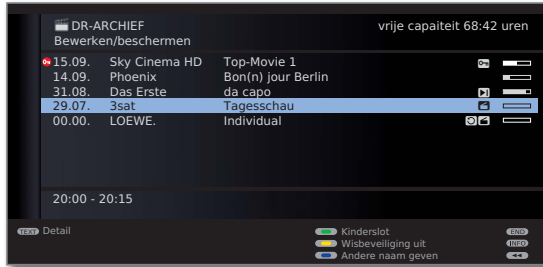 DR-ARCHIEF vrije capaiteit 68:42 uren
Bewerken/beschermen
15.09. Sky Cinema HD Top-Movie 1
14.09. Phoenix Bon(n) jour Berlin
31.08. Das Erste da capo
29.07. 3sat Tagesschau
00.00. LOEWE. Individual
20:00 - 20:15
TEXT Detail Kinderslot END
Wisbeveiliging uit INFO
Andere naam geven